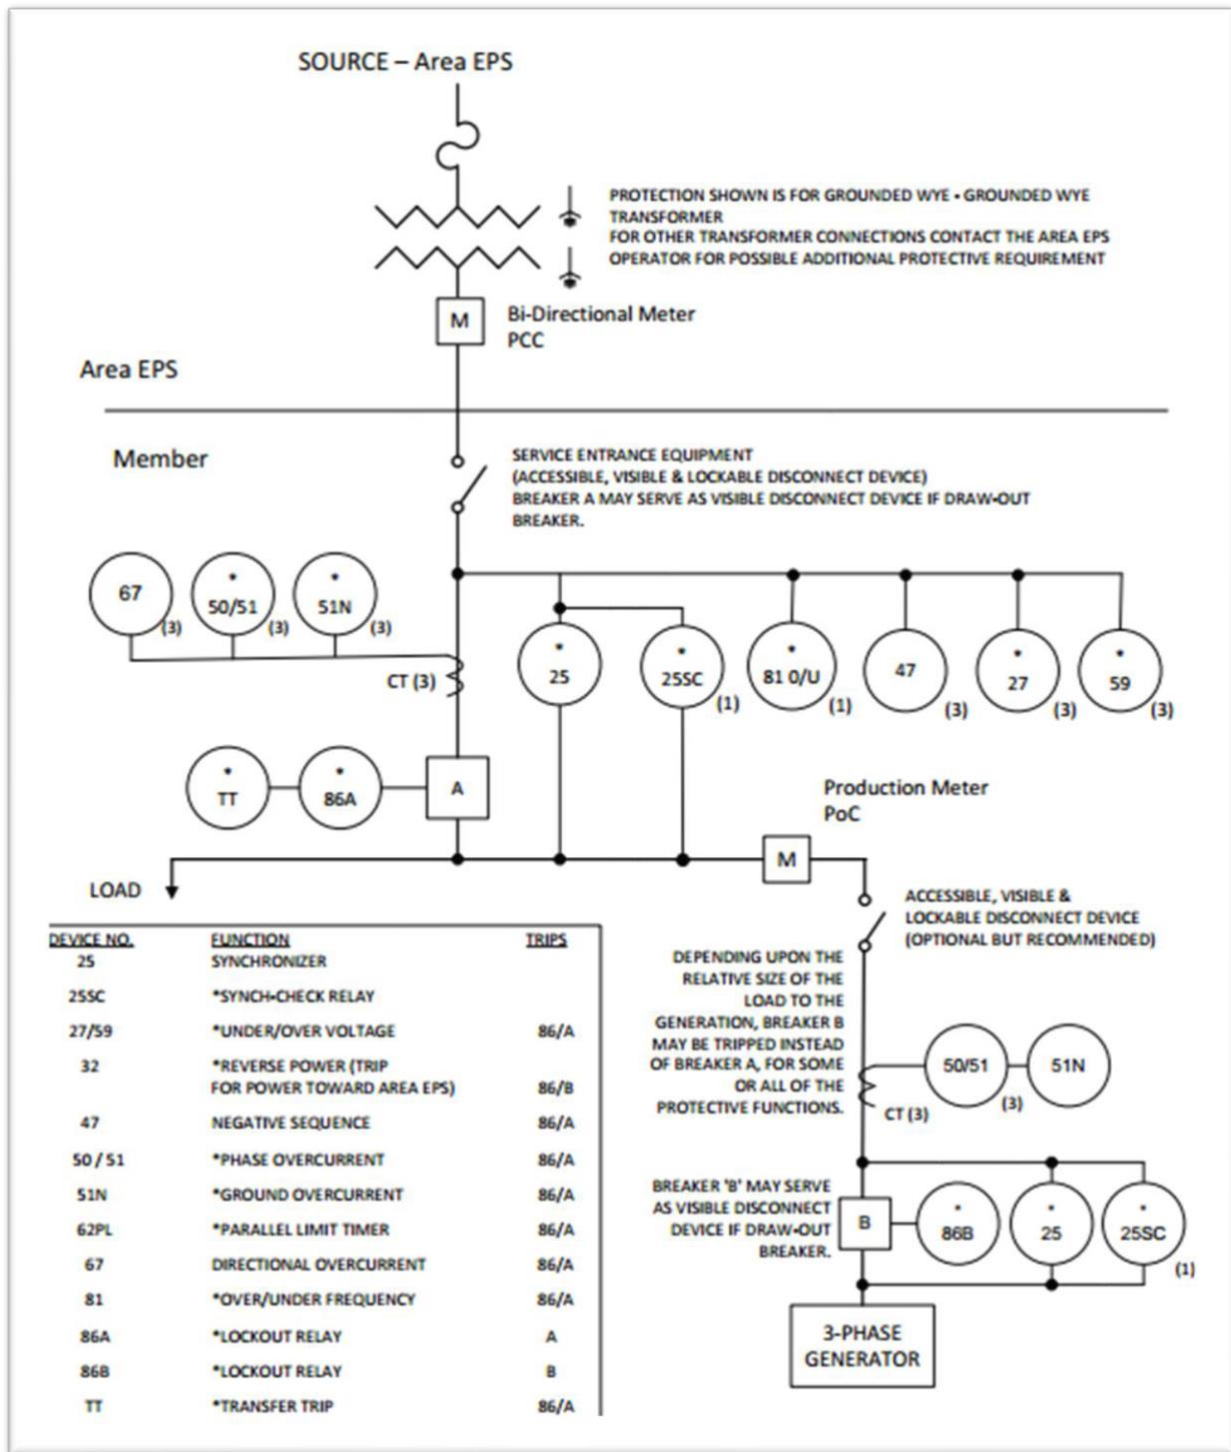 SOURCE – Area EPS
PROTECTION SHOWN IS FOR GROUNDED WYE - GROUNDED WYE
TRANSFORMER
FOR OTHER TRANSFORMER CONNECTIONS CONTACT THE AREA EPS
OPERATOR FOR POSSIBLE ADDITIONAL PROTECTIVE REQUIREMENT
M
Bi-Directional Meter
PCC
Area EPS
Member
SERVICE ENTRANCE EQUIPMENT
(ACCESSIBLE, VISIBLE & LOCKABLE DISCONNECT DEVICE)
BREAKER A MAY SERVE AS VISIBLE DISCONNECT DEVICE IF DRAW-OUT
BREAKER.
67
(3)
*
50/51
(3)
*
51N
(3)
CT (3)
*
25
*
25SC
(1)
*
81 O/U
(1)
47
(3)
*
27
(3)
*
59
(3)
*
TT
*
86A
A
Production Meter
PoC
M
LOAD
ACCESSIBLE, VISIBLE &
LOCKABLE DISCONNECT DEVICE
(OPTIONAL BUT RECOMMENDED)
DEPENDING UPON THE
RELATIVE SIZE OF THE
LOAD TO THE
GENERATION, BREAKER B
MAY BE TRIPPED INSTEAD
OF BREAKER A, FOR SOME
OR ALL OF THE
PROTECTIVE FUNCTIONS.
50/51
(3)
51N
CT (3)
BREAKER 'B' MAY SERVE
AS VISIBLE DISCONNECT
DEVICE IF DRAW-OUT
BREAKER.
B
*
86B
*
25
*
25SC
(1)
3-PHASE
GENERATOR
DEVICE NO. FUNCTION TRIPS
25 SYNCHRONIZER
25SC *SYNCH-CHECK RELAY
27/59 *UNDER/OVER VOLTAGE 86/A
32 *REVERSE POWER (TRIP
FOR POWER TOWARD AREA EPS) 86/B
47 NEGATIVE SEQUENCE 86/A
50 / 51 *PHASE OVERCURRENT 86/A
51N *GROUND OVERCURRENT 86/A
62PL *PARALLEL LIMIT TIMER 86/A
67 DIRECTIONAL OVERCURRENT 86/A
81 *OVER/UNDER FREQUENCY 86/A
86A *LOCKOUT RELAY A
86B *LOCKOUT RELAY B
TT *TRANSFER TRIP 86/A